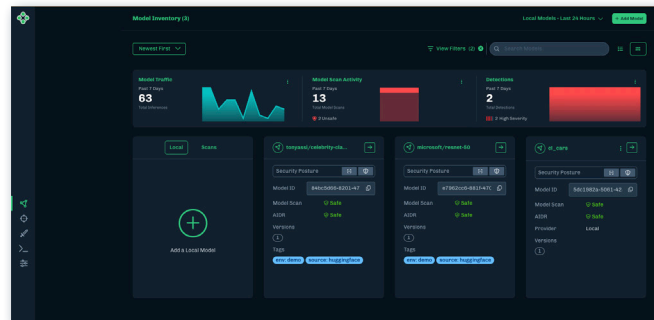 Model Inventory (3)
Local Models - Last 24 Hours
+ Add Model
Newest First
View Filters (2)
Search Models
Model Traffic
Past 7 Days
63
Total Inferences
Model Scan Activity
Past 7 Days
13
Total Model Scans
2 Unsafe
Detections
Past 7 Days
2
Total Detections
2 High Severity
Local
Scans
Add a Local Model
tonyassi/celebrity-cla...
Security Posture
Model ID
Model Scan
Safe
AIDR
Safe
Versions
1
Tags
env: demo
source: huggingface
microsoft/resnet-50
Security Posture
Model ID
Model Scan
Safe
AIDR
Safe
Versions
1
Tags
env: demo
source: huggingface
sl_cars
Security Posture
Model ID
Model Scan
Safe
AIDR
Safe
Provider
Local
Versions
1